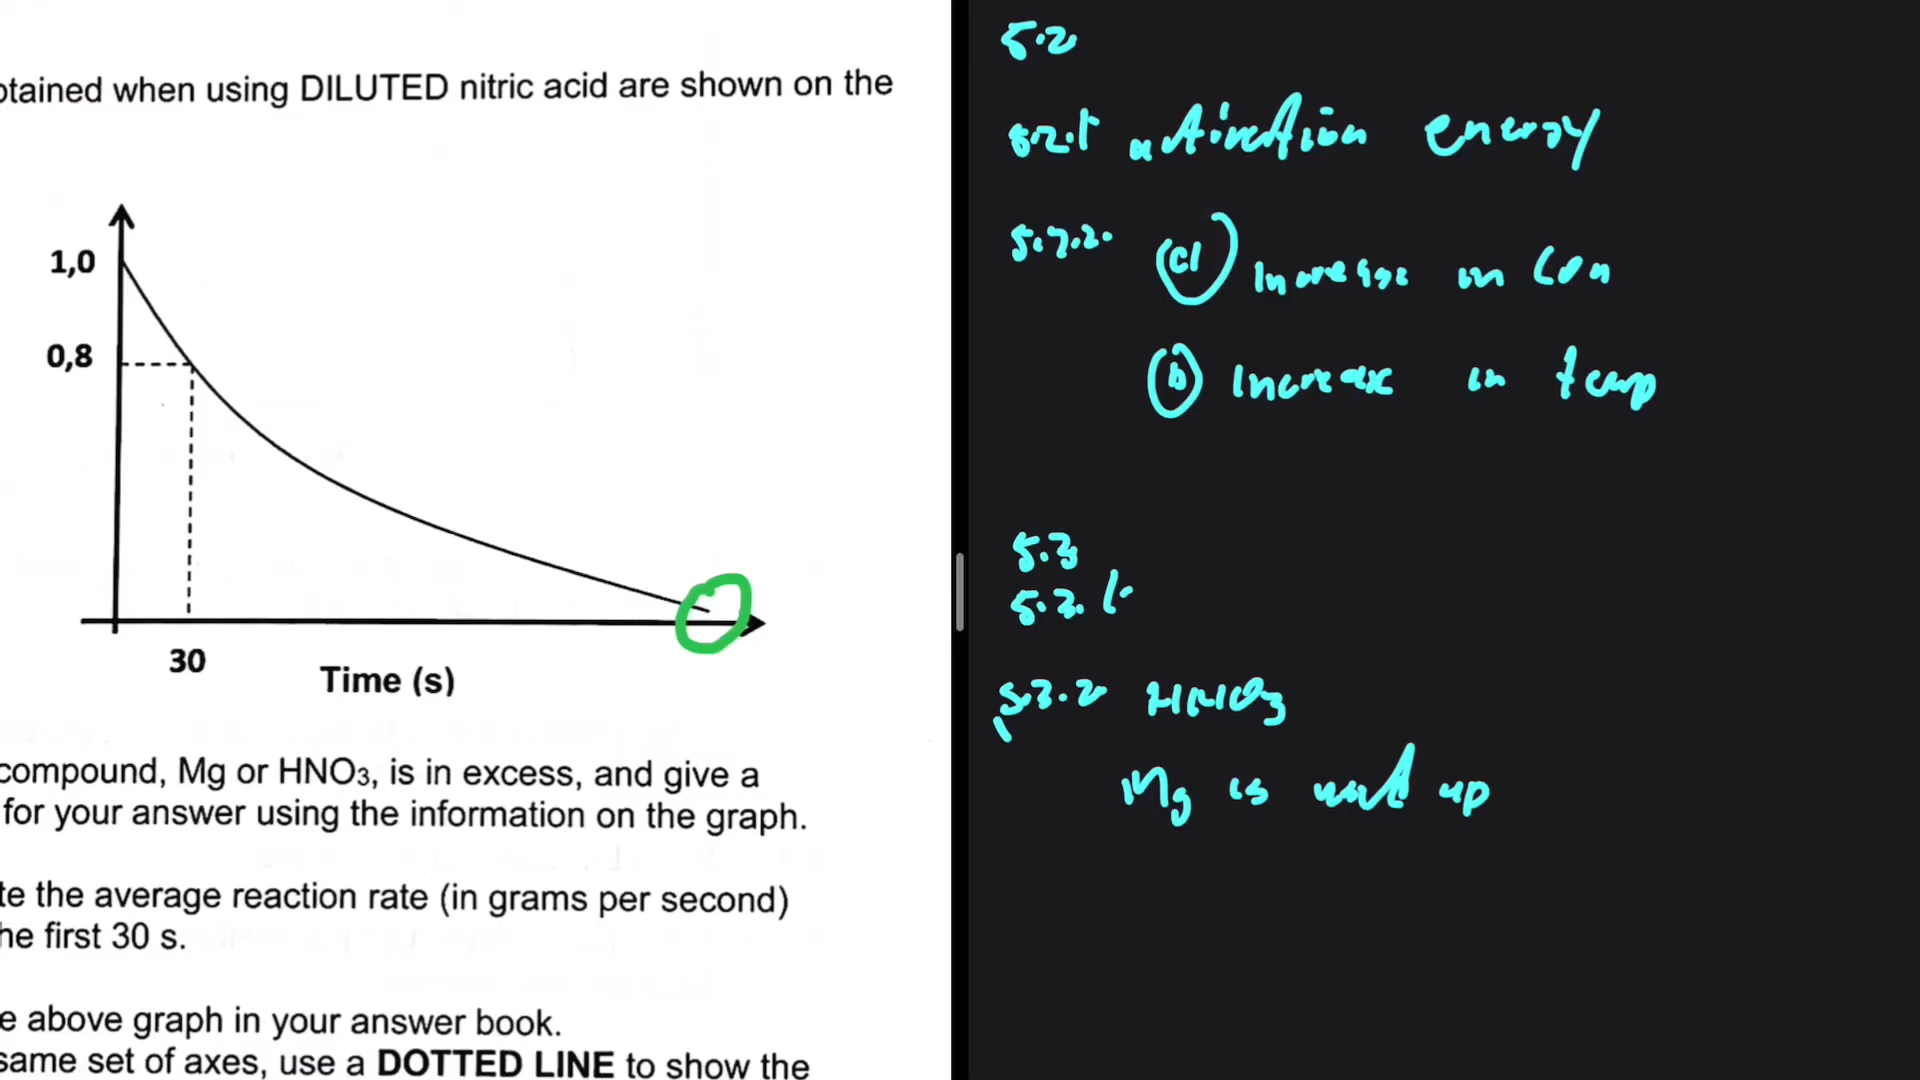 otained when using DILUTED nitric acid are shown on the
1,0
0,8
30
Time (s)
compound, Mg or HNO₃, is in excess, and give a
for your answer using the information on the graph.
te the average reaction rate (in grams per second)
he first 30 s.
e above graph in your answer book.
same set of axes, use a DOTTED LINE to show the
5.2
5.2.1 activation energy
5.2.2. (a) Increase in Con
(b) Increase in temp
5.3
5.3.1
5.3.2 HNO₃
Mg is used up